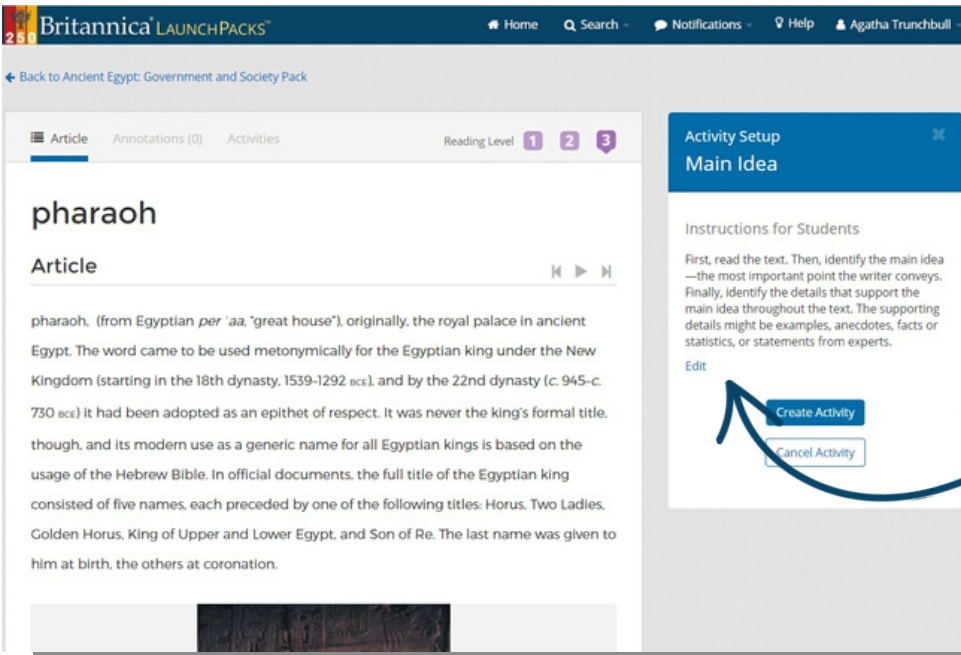 250 Britannica® LAUNCHPACKS™
Home Search Notifications Help Agatha Trunchbull
Back to Ancient Egypt: Government and Society Pack
Article Annotations (0) Activities Reading Level 1 2 3
pharaoh
Article
pharaoh, (from Egyptian per ʿaa, "great house"), originally, the royal palace in ancient
Egypt. The word came to be used metonymically for the Egyptian king under the New
Kingdom (starting in the 18th dynasty, 1539–1292 BCE), and by the 22nd dynasty (c. 945–c.
730 BCE) it had been adopted as an epithet of respect. It was never the king's formal title,
though, and its modern use as a generic name for all Egyptian kings is based on the
usage of the Hebrew Bible. In official documents, the full title of the Egyptian king
consisted of five names, each preceded by one of the following titles: Horus, Two Ladies,
Golden Horus, King of Upper and Lower Egypt, and Son of Re. The last name was given to
him at birth, the others at coronation.
Activity Setup
Main Idea
Instructions for Students
First, read the text. Then, identify the main idea
—the most important point the writer conveys.
Finally, identify the details that support the
main idea throughout the text. The supporting
details might be examples, anecdotes, facts or
statistics, or statements from experts.
Edit
Create Activity
Cancel Activity